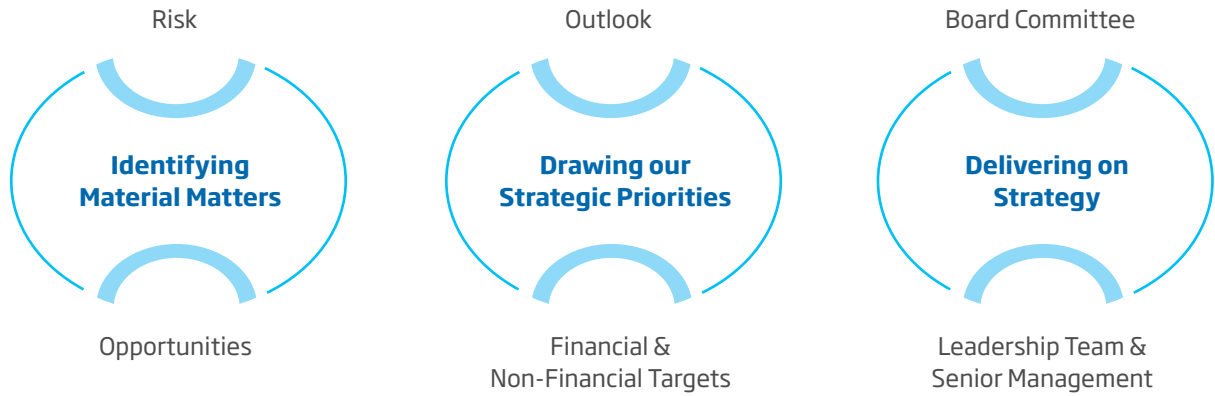 Risk
Identifying
Material Matters
Opportunities
Outlook
Drawing our
Strategic Priorities
Financial &
Non-Financial Targets
Board Committee
Delivering on
Strategy
Leadership Team &
Senior Management